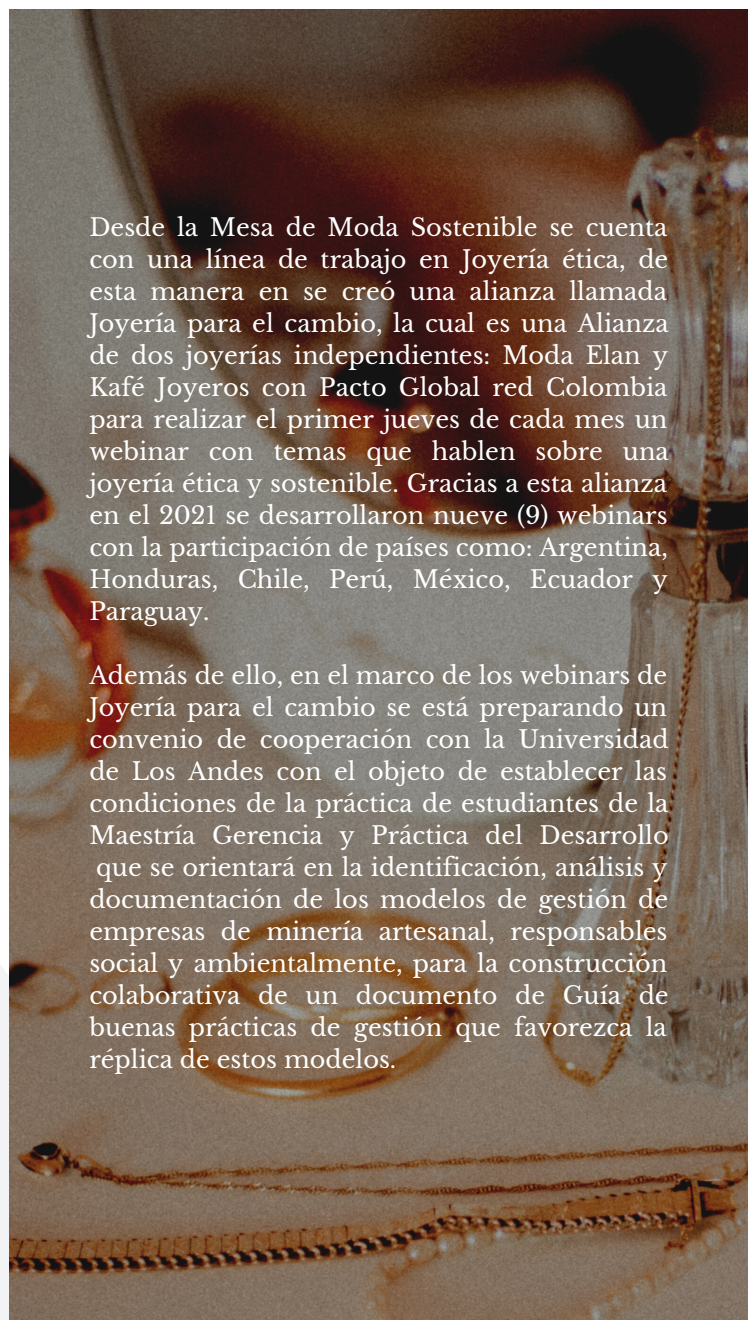 Desde la Mesa de Moda Sostenible se cuenta
con una línea de trabajo en Joyería ética, de
esta manera en se creó una alianza llamada
Joyería para el cambio, la cual es una Alianza
de dos joyerías independientes: Moda Elan y
Kafé Joyeros con Pacto Global red Colombia
para realizar el primer jueves de cada mes un
webinar con temas que hablen sobre una
joyería ética y sostenible. Gracias a esta alianza
en el 2021 se desarrollaron nueve (9) webinars
con la participación de países como: Argentina,
Honduras, Chile, Perú, México, Ecuador y
Paraguay.
Además de ello, en el marco de los webinars de
Joyería para el cambio se está preparando un
convenio de cooperación con la Universidad
de Los Andes con el objeto de establecer las
condiciones de la práctica de estudiantes de la
Maestría Gerencia y Práctica del Desarrollo
que se orientará en la identificación, análisis y
documentación de los modelos de gestión de
empresas de minería artesanal, responsables
social y ambientalmente, para la construcción
colaborativa de un documento de Guía de
buenas prácticas de gestión que favorezca la
réplica de estos modelos.